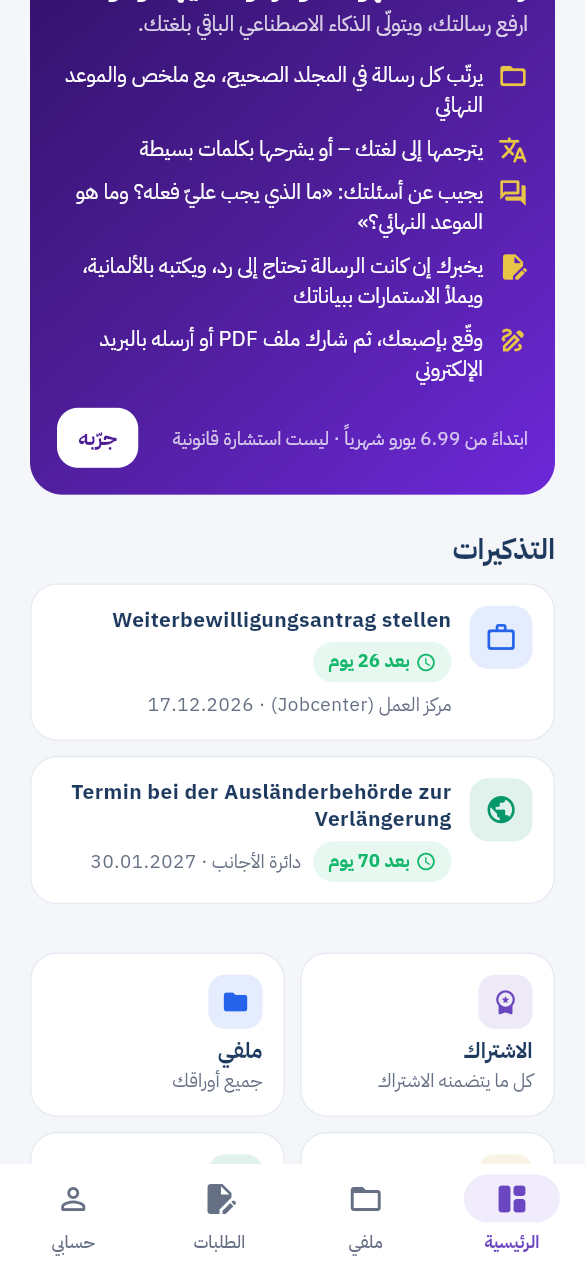 ارفع رسالتك، ويتولّى الذكاء الاصطناعي الباقي بلغتك.
يرتّب كل رسالة في المجلد الصحيح، مع ملخص والموعد
النهائي
يترجمها إلى لغتك – أو يشرحها بكلمات بسيطة
يجيب عن أسئلتك: «ما الذي يجب عليّ فعله؟ وما هو
الموعد النهائي؟»
يخبرك إن كانت الرسالة تحتاج إلى رد، ويكتبه بالألمانية،
ويملأ الاستمارات ببياناتك
وقّع بإصبعك، ثم شارك ملف PDF أو أرسله بالبريد
الإلكتروني
ابتداءً من 6.99 يورو شهرياً · ليست استشارة قانونية
جرّبه
التذكيرات
Weiterbewilligungsantrag stellen
بعد 26 يوم
مركز العمل (Jobcenter) · 17.12.2026
Termin bei der Ausländerbehörde zur
Verlängerung
بعد 70 يوم
دائرة الأجانب · 30.01.2027
الاشتراك
كل ما يتضمنه الاشتراك
ملفي
جميع أوراقك
الرئيسية
ملفي
الطلبات
حسابي